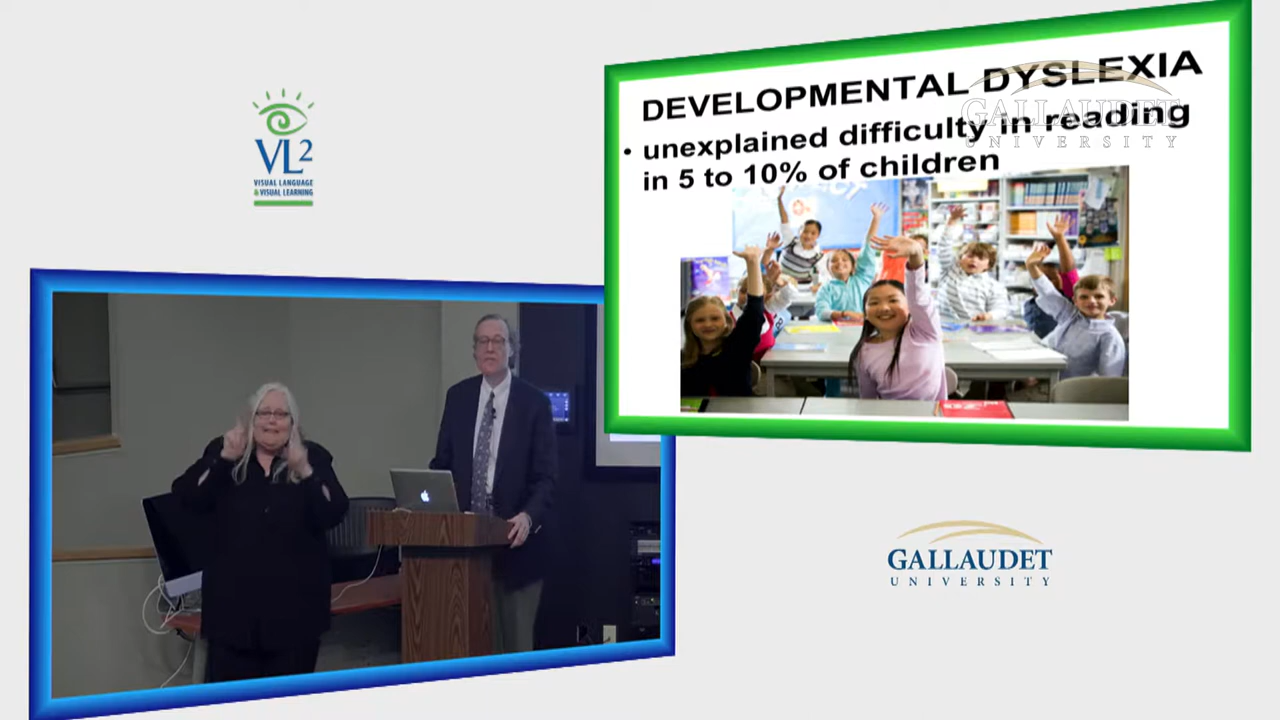 VL2
VISUAL LANGUAGE
& VISUAL LEARNING
DEVELOPMENTAL DYSLEXIA
• unexplained difficulty in reading
in 5 to 10% of children
GALLAUDET
UNIVERSITY
GALLAUDET
UNIVERSITY